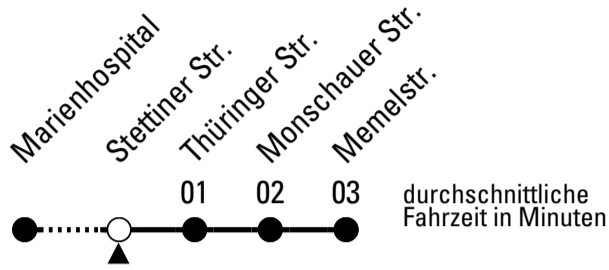 Marienhospital
Stettiner Str.
Thüringer Str.
Monschauer Str.
Memelstr.
01 02 03
durchschnittliche
Fahrzeit in Minuten